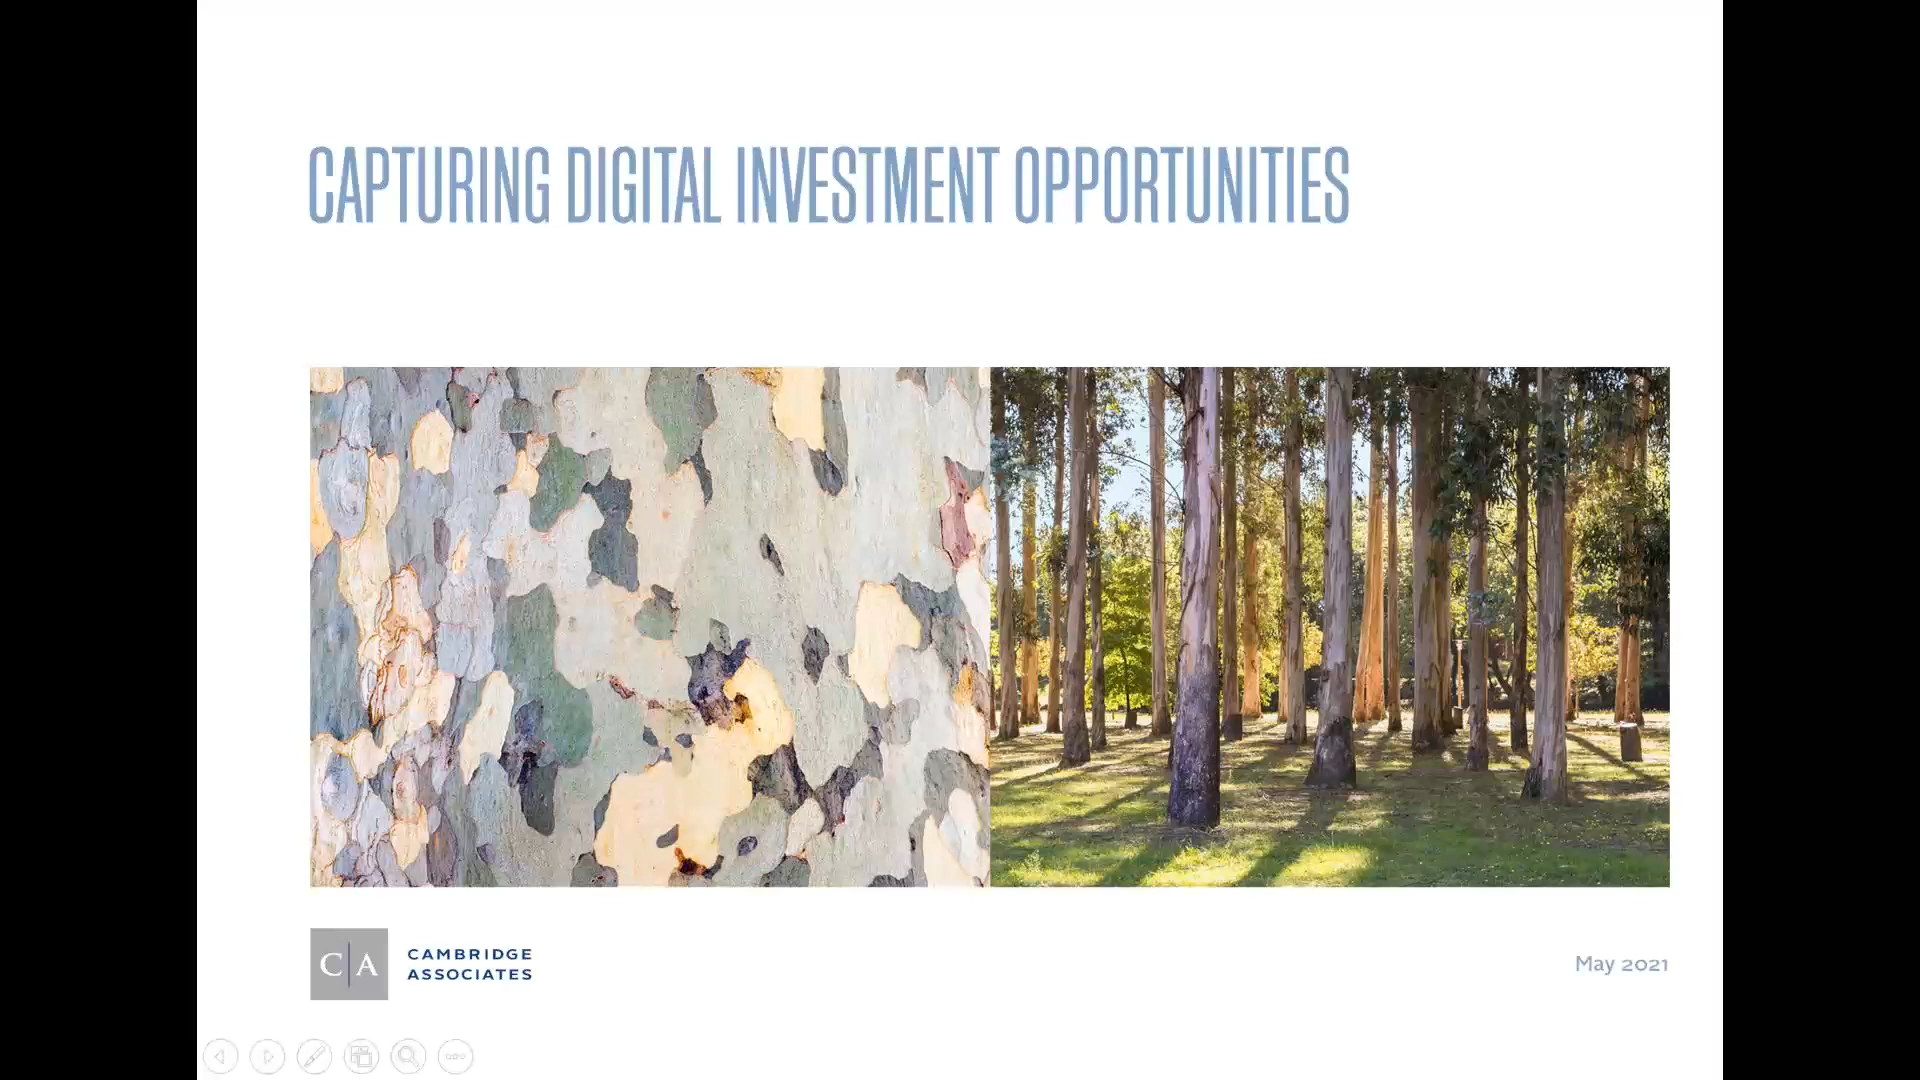 CAPTURING DIGITAL INVESTMENT OPPORTUNITIES
C|A
CAMBRIDGE
ASSOCIATES
May 2021